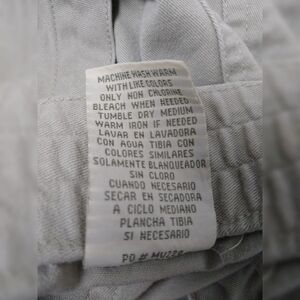 MACHINE WASH WARM
WITH LIKE COLORS
ONLY NON CHLORINE
BLEACH WHEN NEEDED
TUMBLE DRY MEDIUM
WARM IRON IF NEEDED
LAVAR EN LAVADORA
CON AGUA TIBIA CON
COLORES SIMILARES
SOLAMENTE BLANQUEADOR
SIN CLORO
CUANDO NECESARIO
SECAR EN SECADORA
A CICLO MEDIANO
PLANCHA TIBIA
SI NECESARIO
PO #